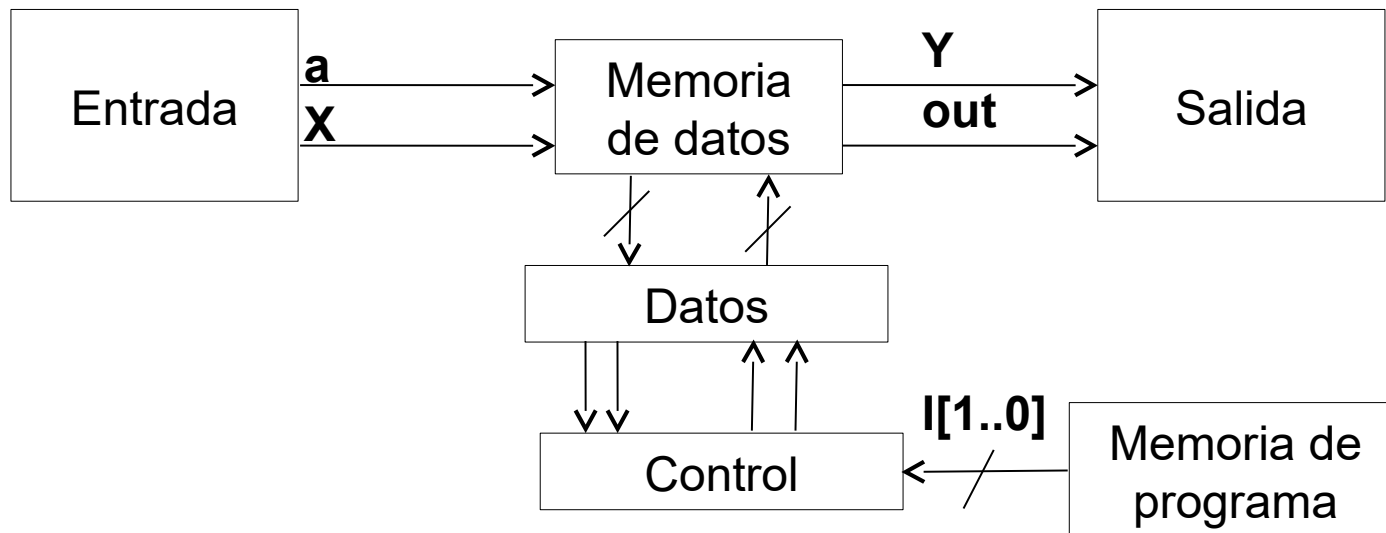 Entrada
a
X
Memoria
de datos
Y
out
Salida
Datos
Control
I[1..0]
Memoria de
programa